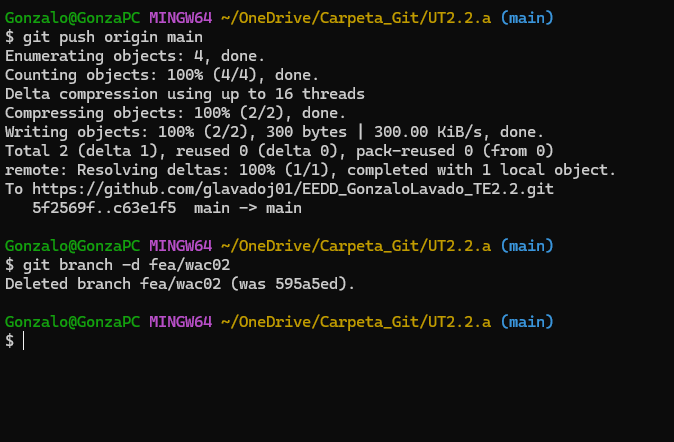 Gonzalo@GonzaPC MINGW64 ~/OneDrive/Carpeta_Git/UT2.2.a (main)
$ git push origin main
Enumerating objects: 4, done.
Counting objects: 100% (4/4), done.
Delta compression using up to 16 threads
Compressing objects: 100% (2/2), done.
Writing objects: 100% (2/2), 300 bytes | 300.00 KiB/s, done.
Total 2 (delta 1), reused 0 (delta 0), pack-reused 0 (from 0)
remote: Resolving deltas: 100% (1/1), completed with 1 local object.
To https://github.com/glavadoj01/EEDD_GonzaloLavado_TE2.2.git
   5f2569f..c63e1f5  main -> main
Gonzalo@GonzaPC MINGW64 ~/OneDrive/Carpeta_Git/UT2.2.a (main)
$ git branch -d fea/wac02
Deleted branch fea/wac02 (was 595a5ed).
Gonzalo@GonzaPC MINGW64 ~/OneDrive/Carpeta_Git/UT2.2.a (main)
$